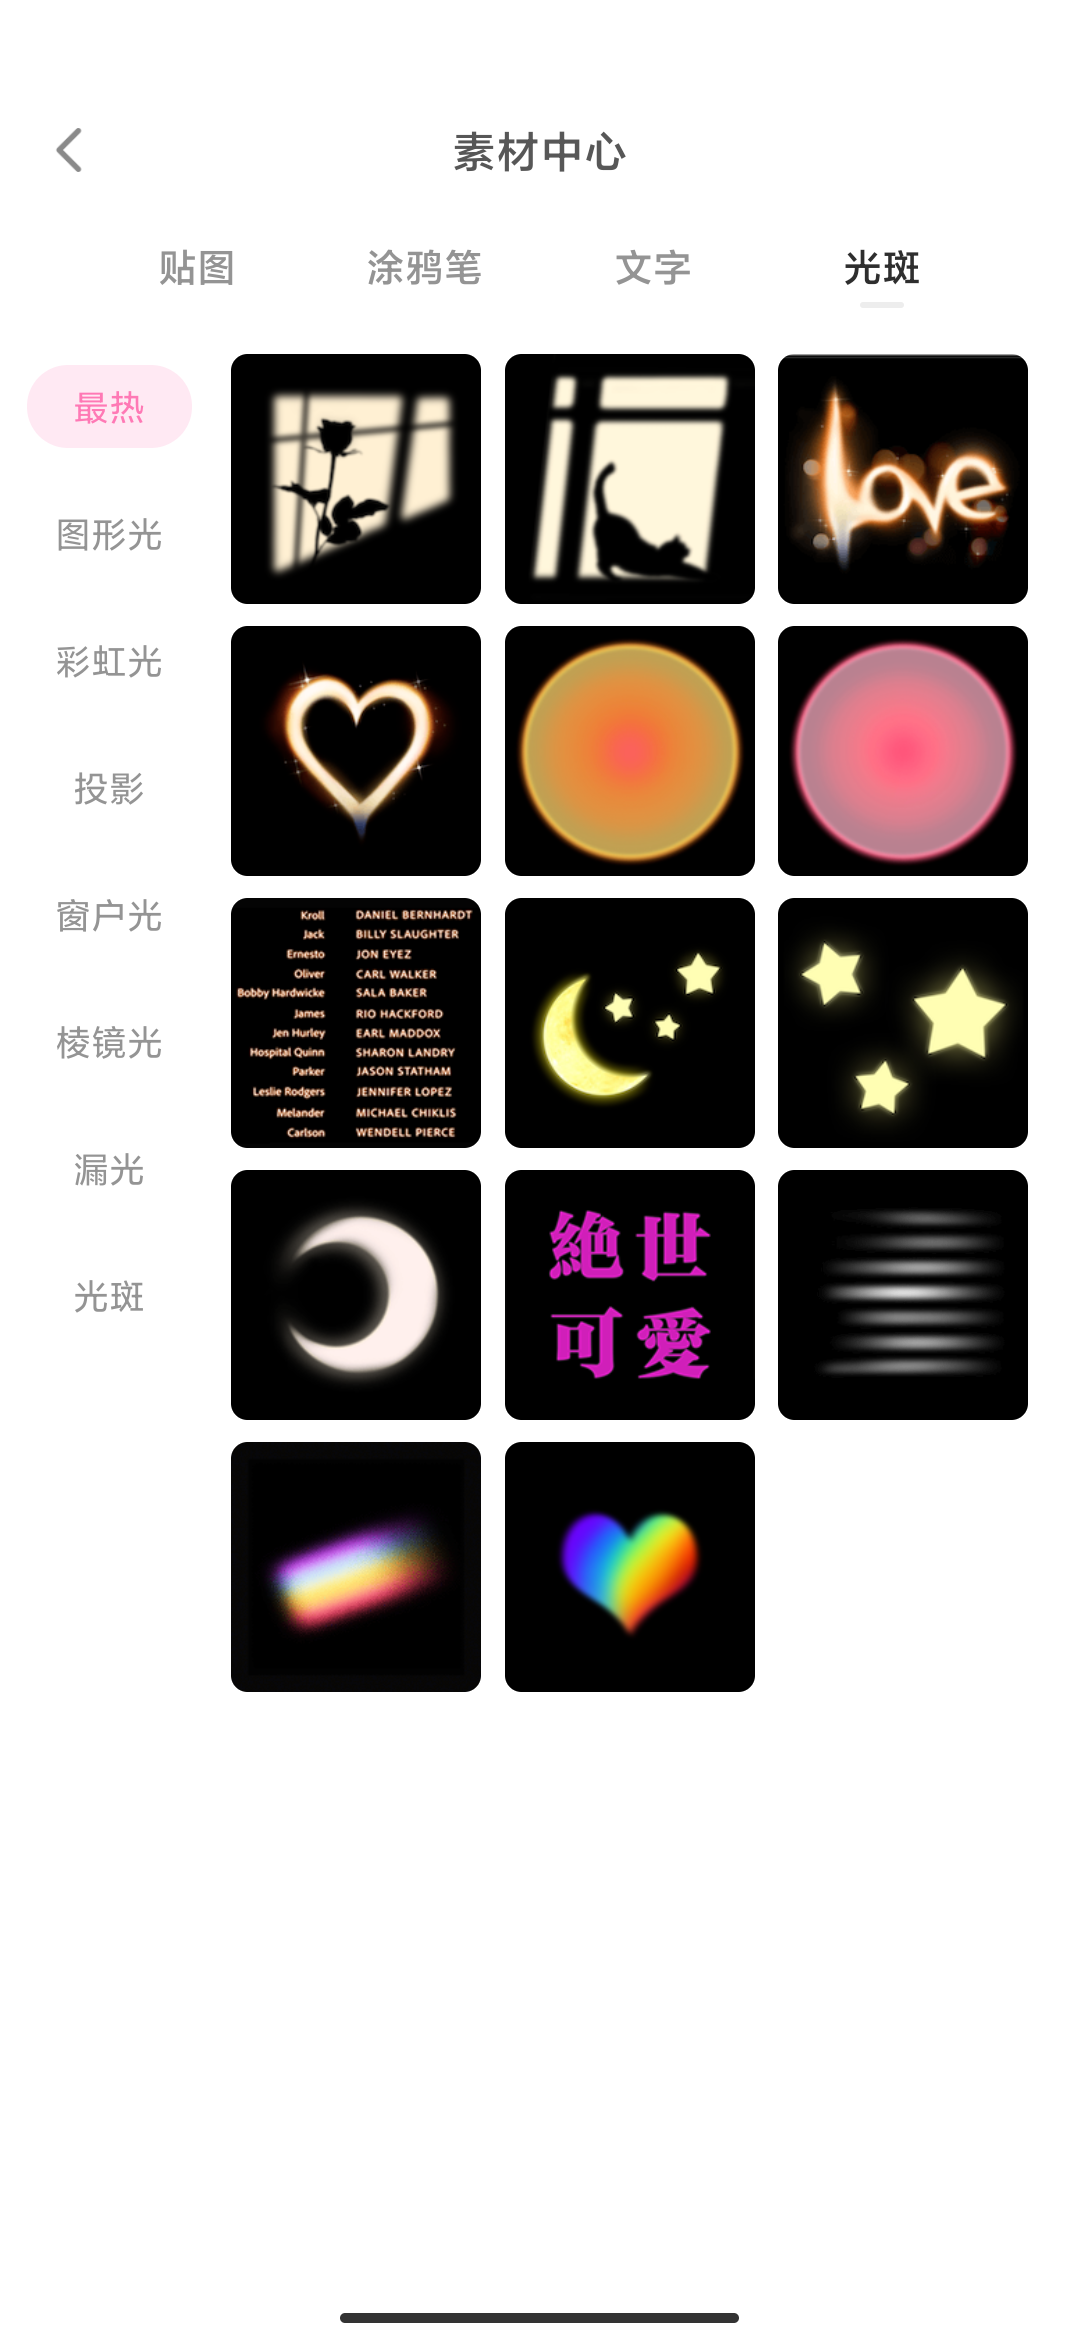 素材中心
贴图
涂鸦笔
文字
光斑
最热
图形光
彩虹光
投影
窗户光
棱镜光
漏光
光斑
Love
Kroll DANIEL BERNHARDT
Jack BILLY SLAUGHTER
Ernesto JON EYEZ
Oliver CARL WALKER
Bobby Hardwicke SALA BAKER
James RIO HACKFORD
Jen Hurley EARL MADDOX
Hospital Quinn SHARON LANDRY
Parker JASON STATHAM
Leslie Rodgers JENNIFER LOPEZ
Melander MICHAEL CHIKLIS
Carlson WENDELL PIERCE
絶世
可愛